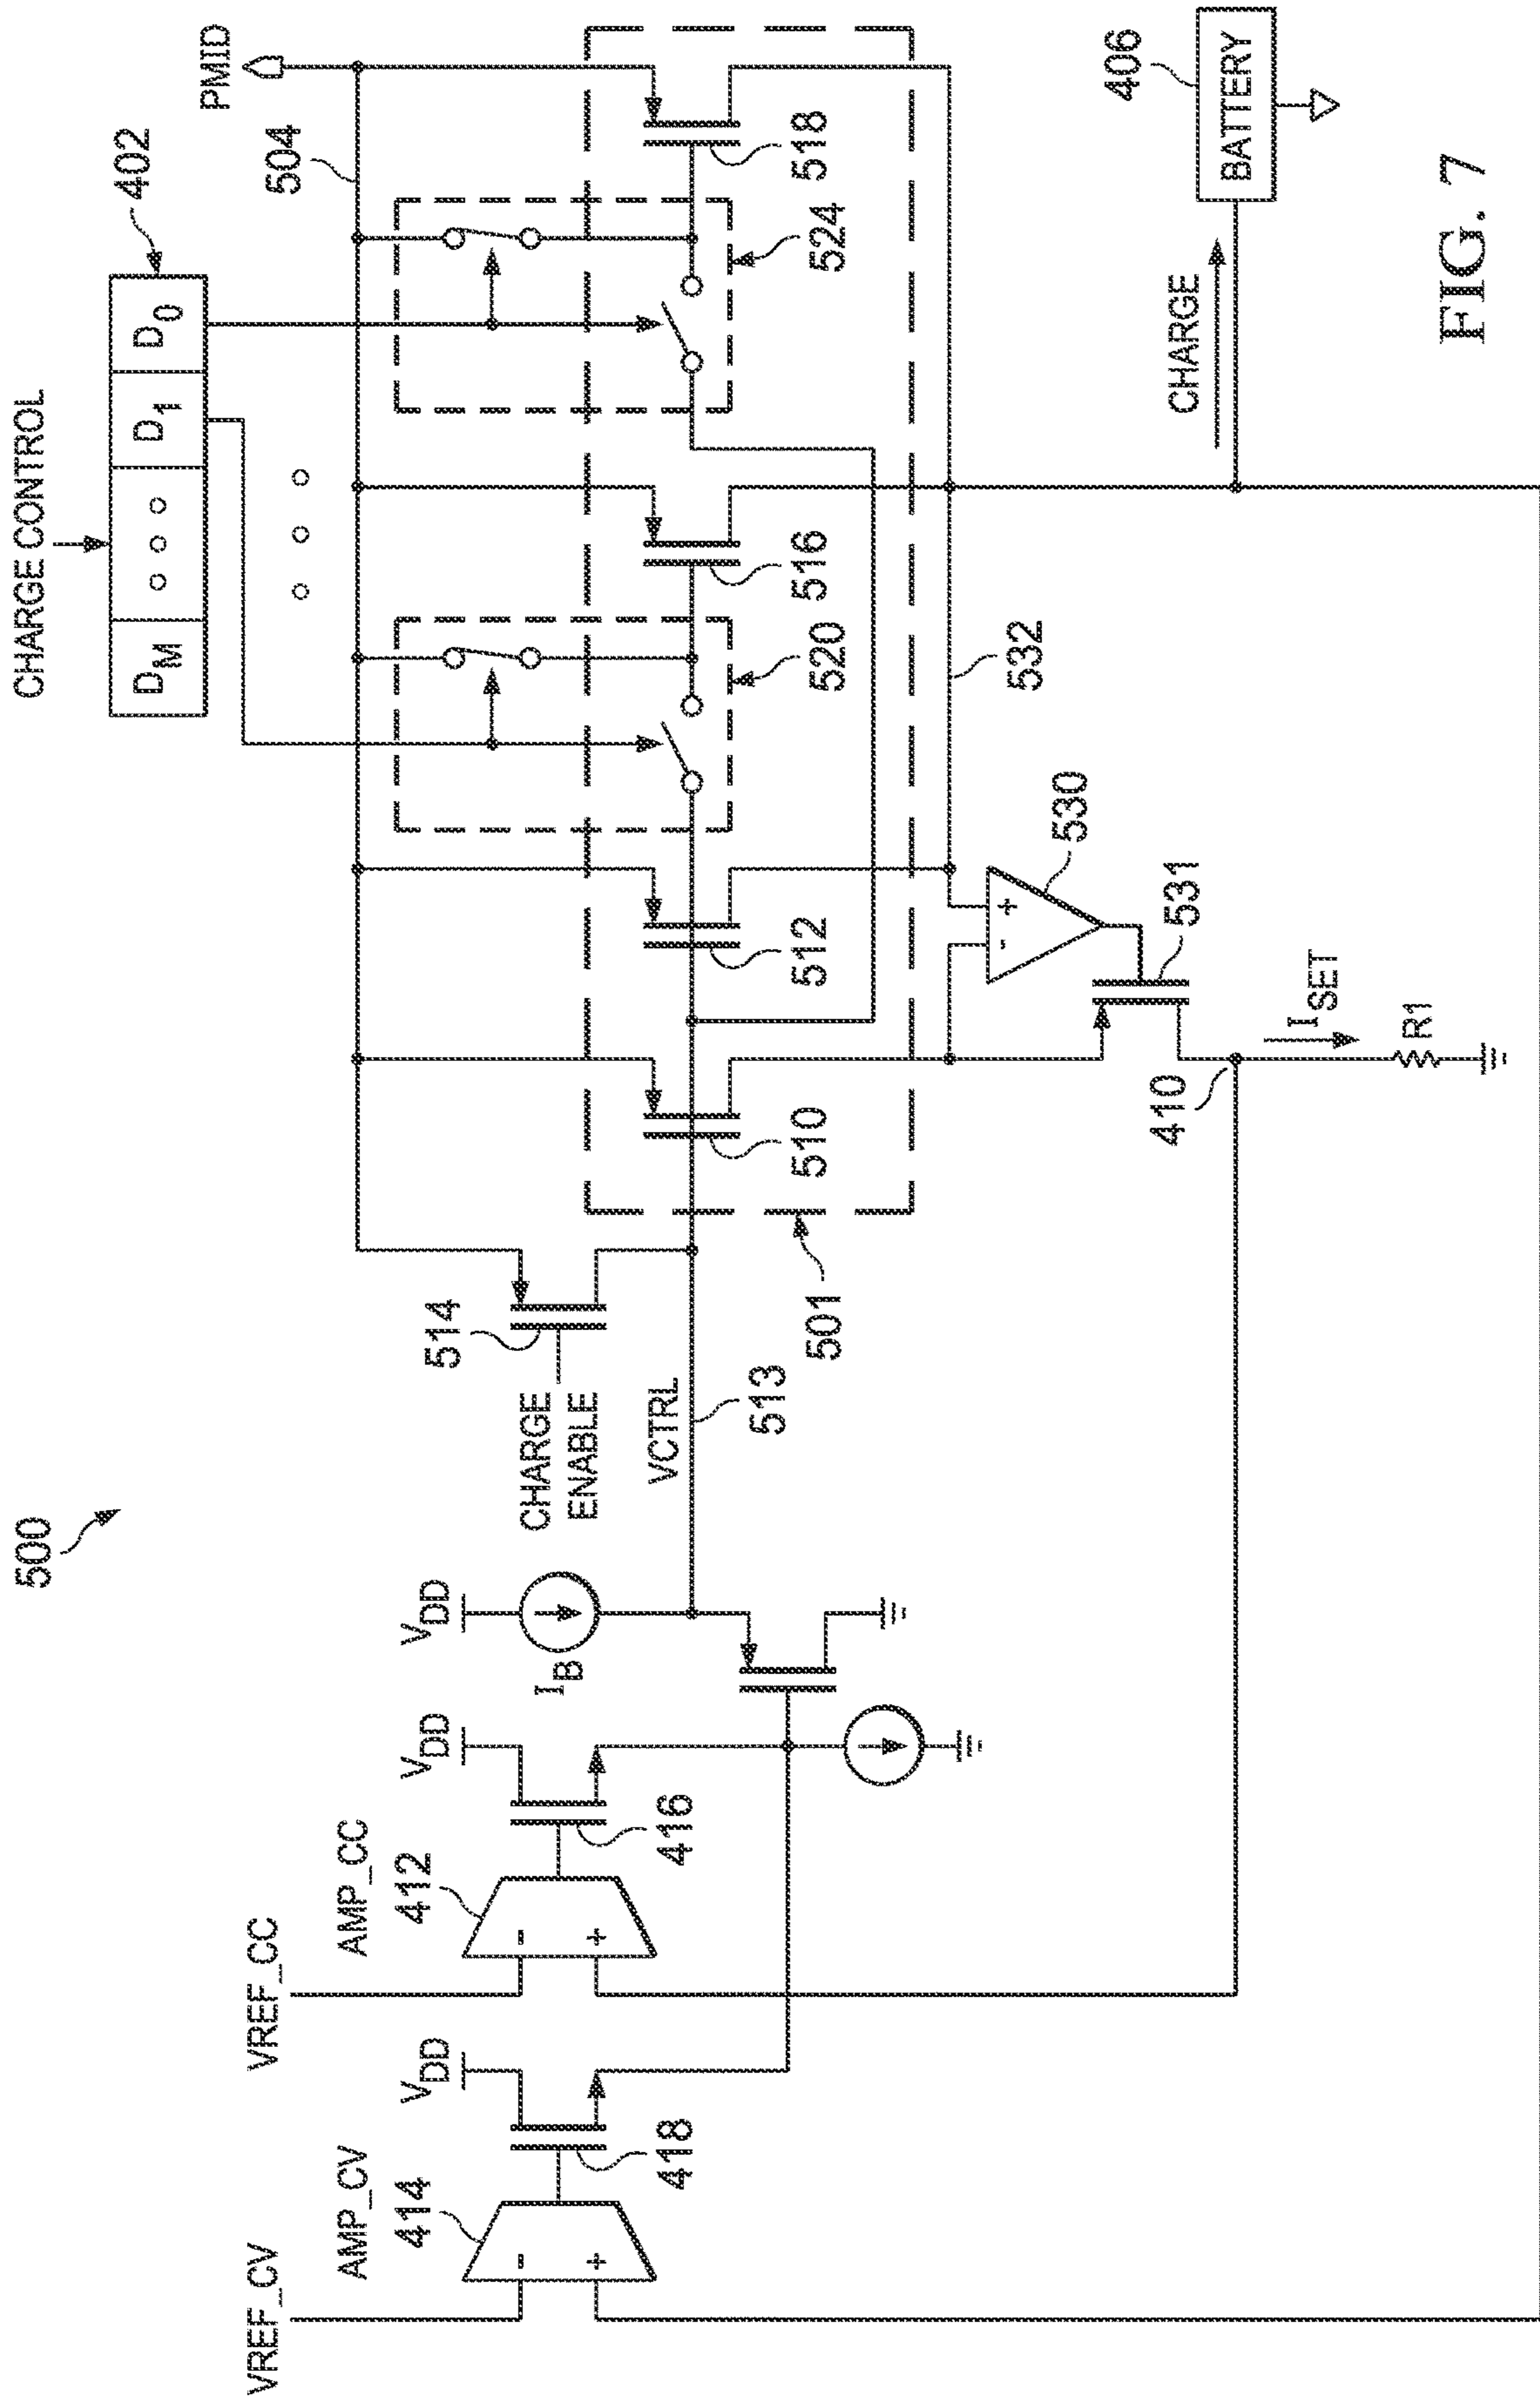 500
CHARGE CONTROL
D_M ○ ○ ○ D_1 D_0
402
PMID
504
VREF_CV
VREF_CC
AMP_CV
414
AMP_CC
412
V_DD
V_DD
V_DD
418
416
I_B
CHARGE
ENABLE
514
VCTRL
513
501
510
512
520
516
524
518
- +
- +
- +
530
532
531
410
I_SET
R1
CHARGE
406
BATTERY
FIG. 7